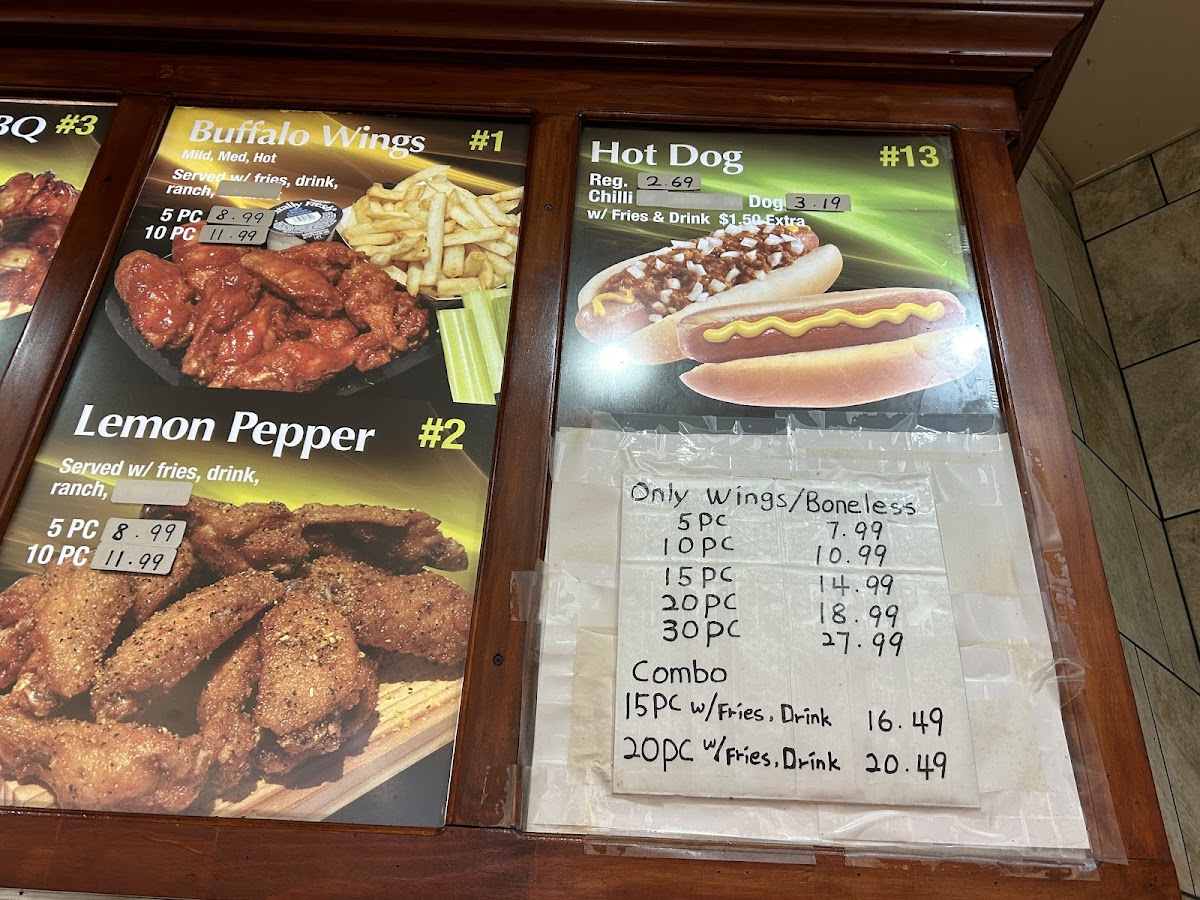 BQ #3
Buffalo Wings #1
Mild, Med, Hot
Served w/ fries, drink,
ranch,
5 PC 8.99
10 PC 11.99
Lemon Pepper #2
Served w/ fries, drink,
ranch,
5 PC 8.99
10 PC 11.99
Hot Dog #13
Reg. 2.69
Chilli Dog 3.19
w/ Fries & Drink $1.50 Extra
Only Wings/Boneless
5PC 7.99
10PC 10.99
15PC 14.99
20PC 18.99
30PC 27.99
Combo
15PC w/Fries, Drink 16.49
20PC w/Fries, Drink 20.49